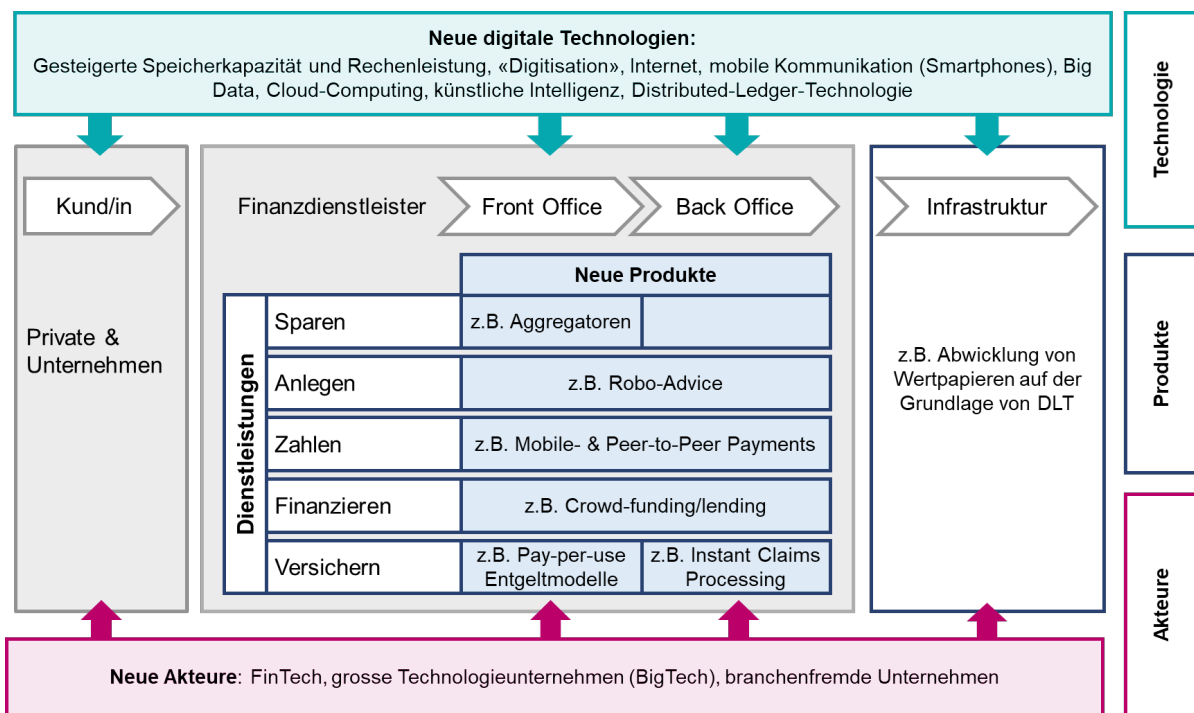 Neue digitale Technologien:
Gesteigerte Speicherkapazität und Rechenleistung, «Digitisation», Internet, mobile Kommunikation (Smartphones), Big
Data, Cloud-Computing, künstliche Intelligenz, Distributed-Ledger-Technologie
Technologie
Kund/in
Finanzdienstleister
Front Office
Back Office
Infrastruktur
Neue Produkte
Private &
Unternehmen
Dienstleistungen
Sparen
z.B. Aggregatoren
Anlegen
z.B. Robo-Advice
Zahlen
z.B. Mobile- & Peer-to-Peer Payments
Finanzieren
z.B. Crowd-funding/lending
Versichern
z.B. Pay-per-use
Entgeltmodelle
z.B. Instant Claims
Processing
z.B. Abwicklung von
Wertpapieren auf der
Grundlage von DLT
Produkte
Akteure
Neue Akteure: FinTech, grosse Technologieunternehmen (BigTech), branchenfremde Unternehmen